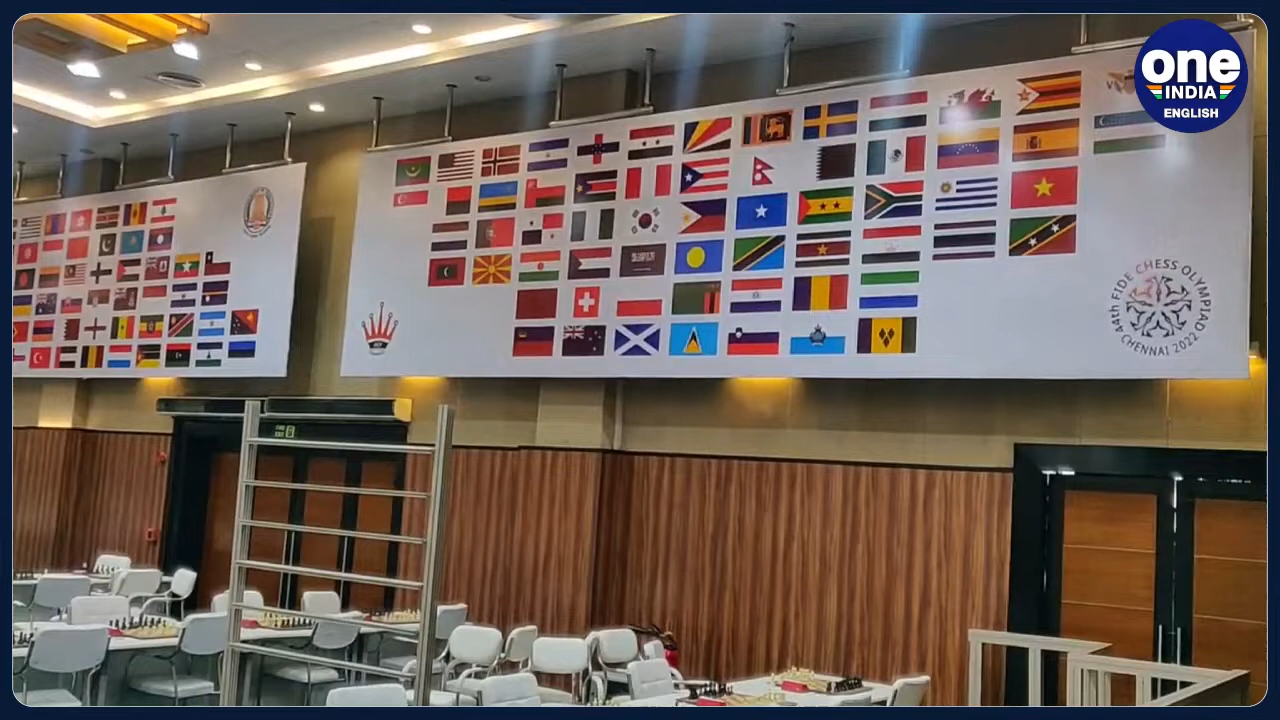 one
INDIA
ENGLISH
44th FIDE CHESS OLYMPIAD
CHENNAI 2022